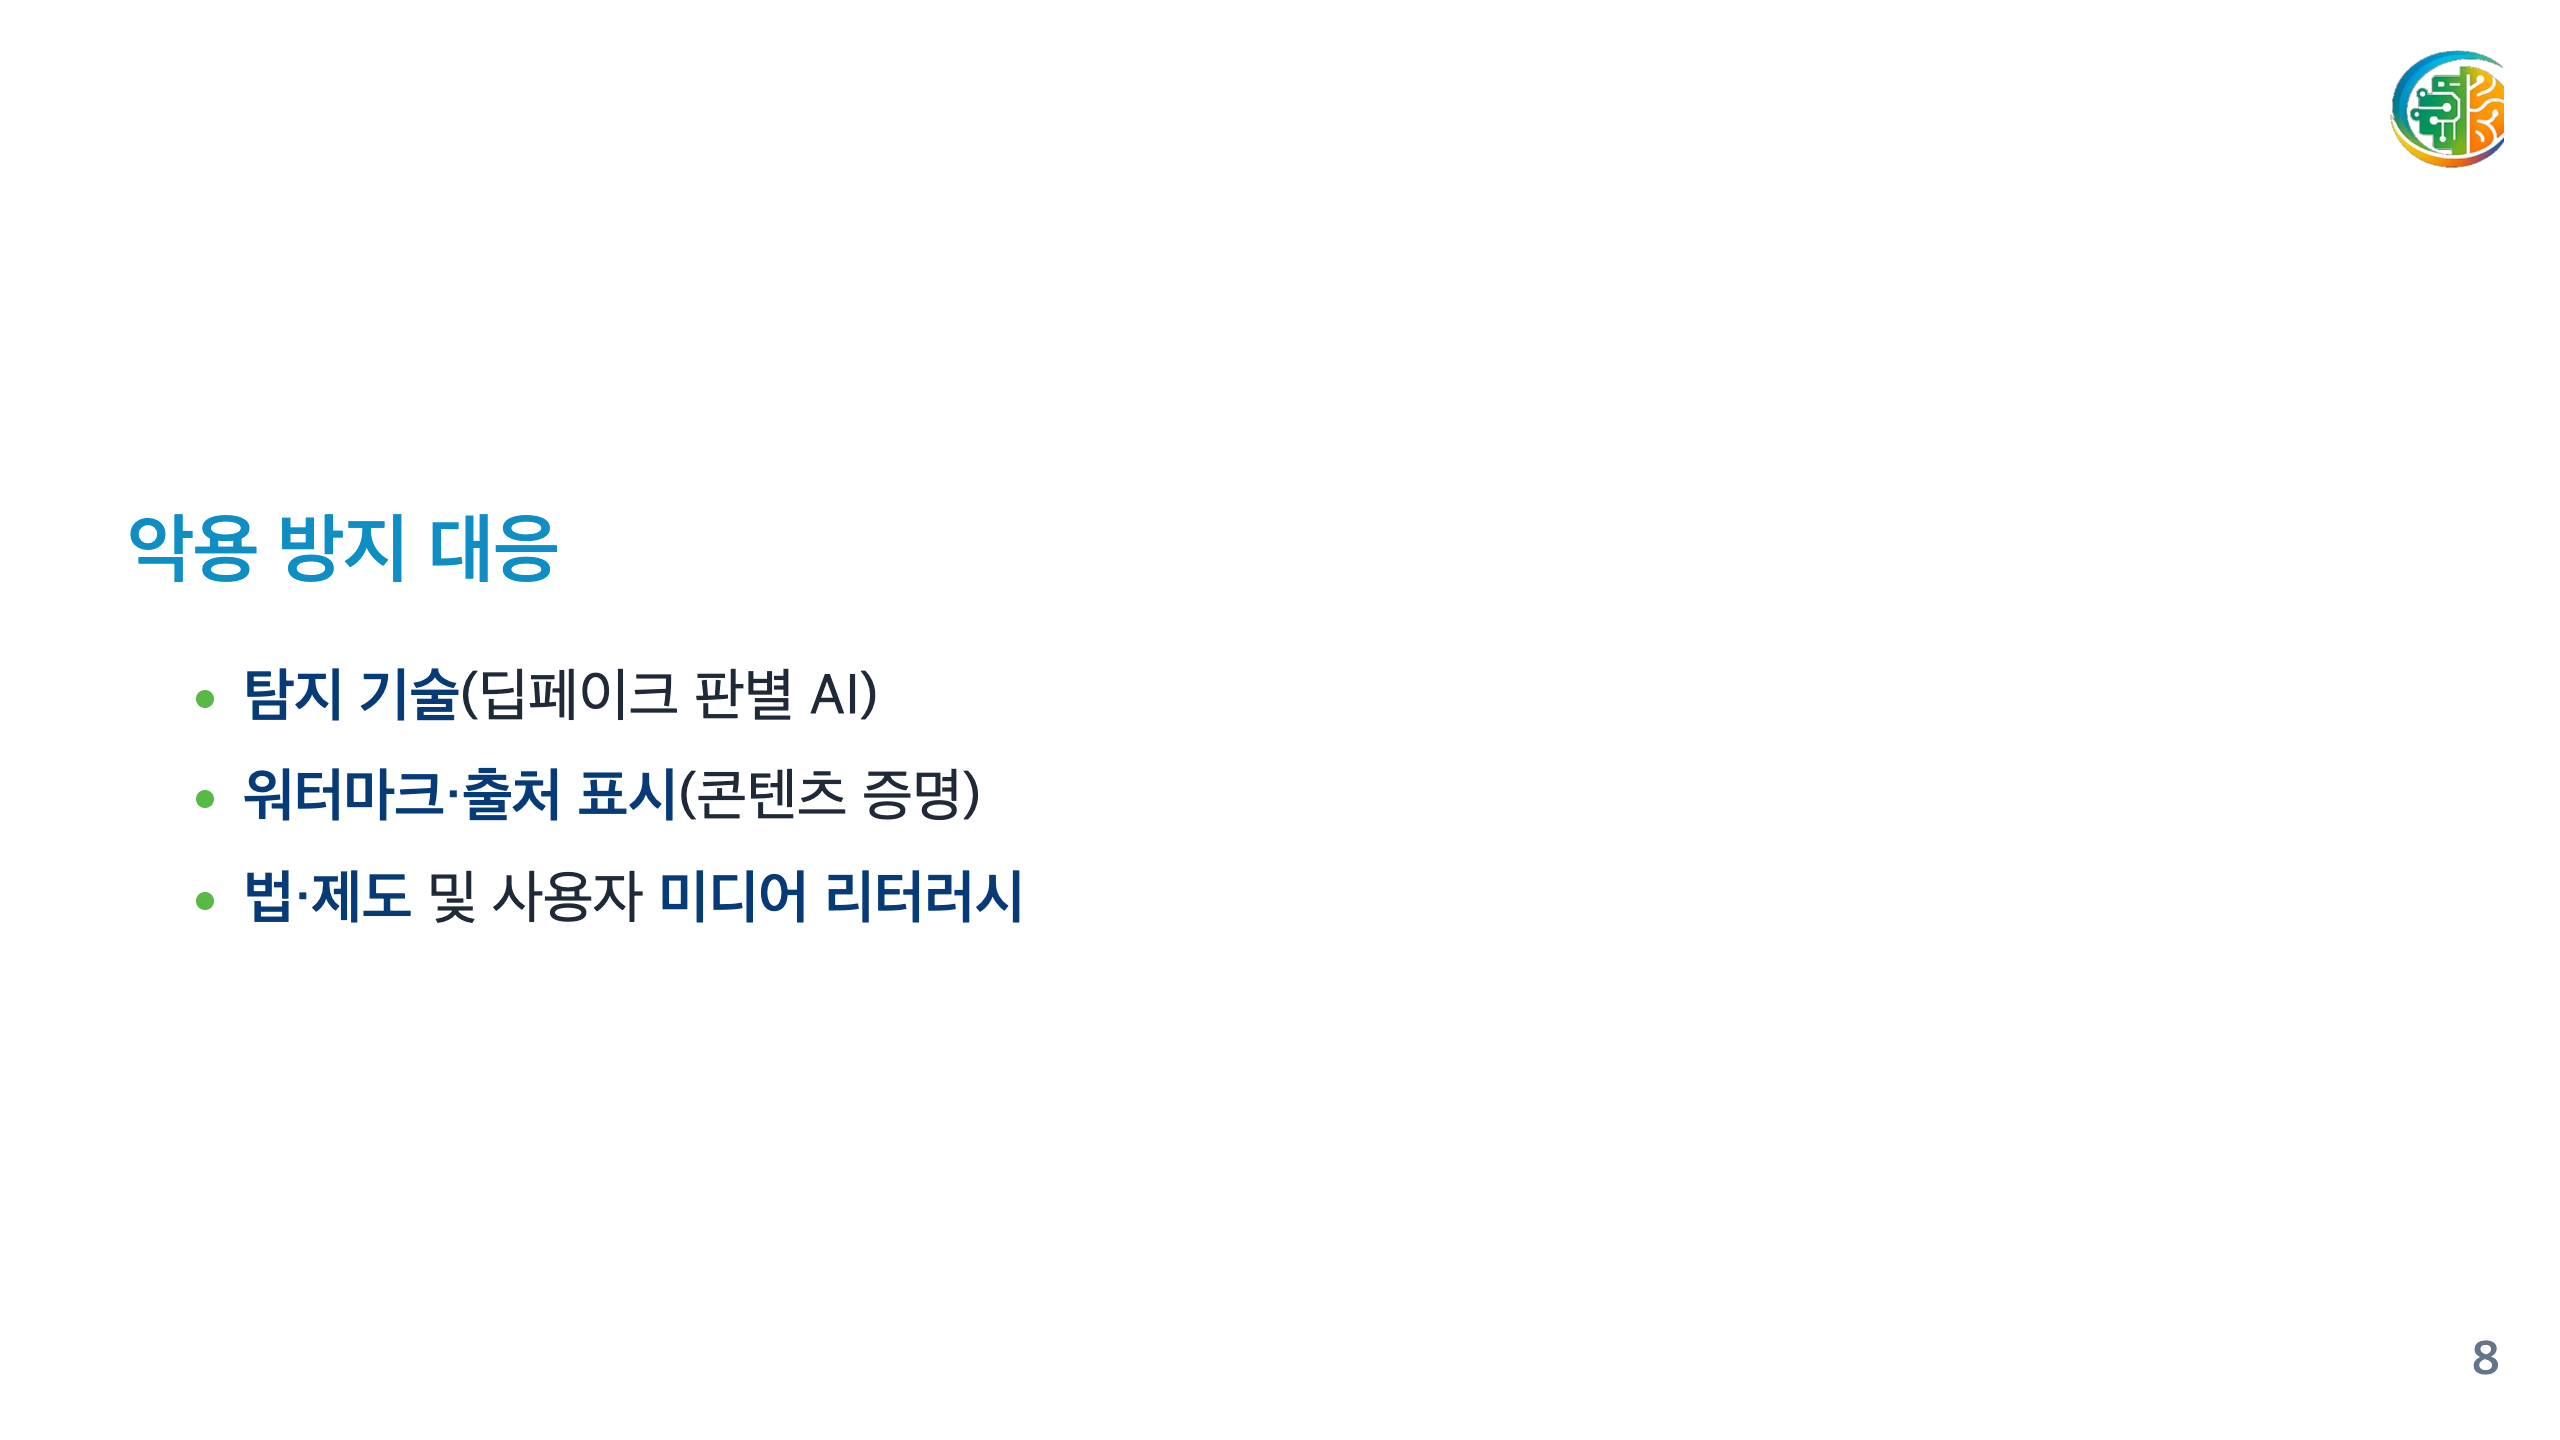 악용 방지 대응
• 탐지 기술(딥페이크 판별 AI)
• 워터마크·출처 표시(콘텐츠 증명)
• 법·제도 및 사용자 미디어 리터러시
8